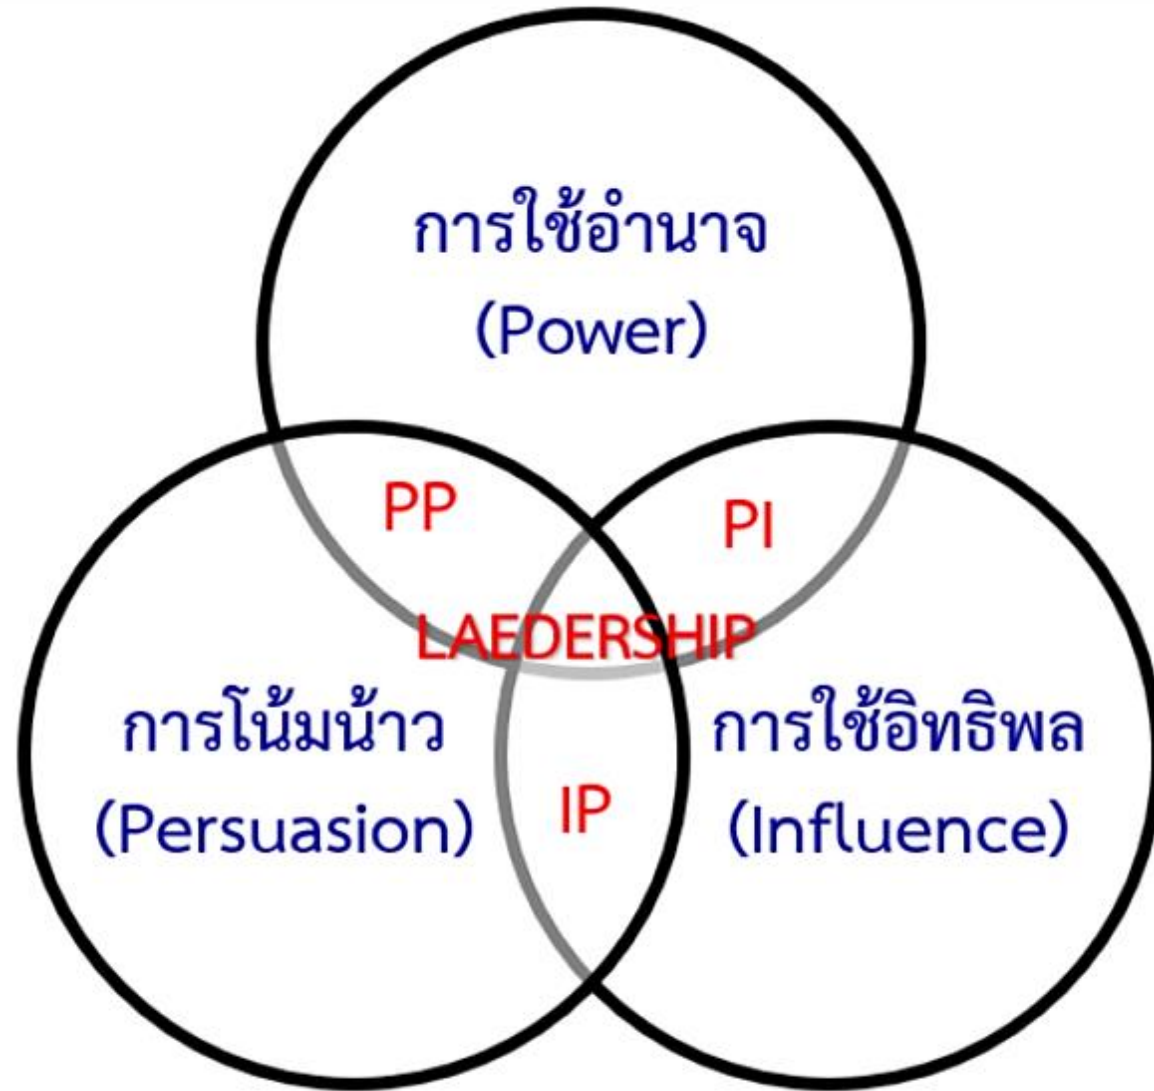 การใช้อำนาจ
(Power)
PP
PI
LAEDERSHIP
การโน้มน้าว
(Persuasion)
IP
การใช้อิทธิพล
(Influence)